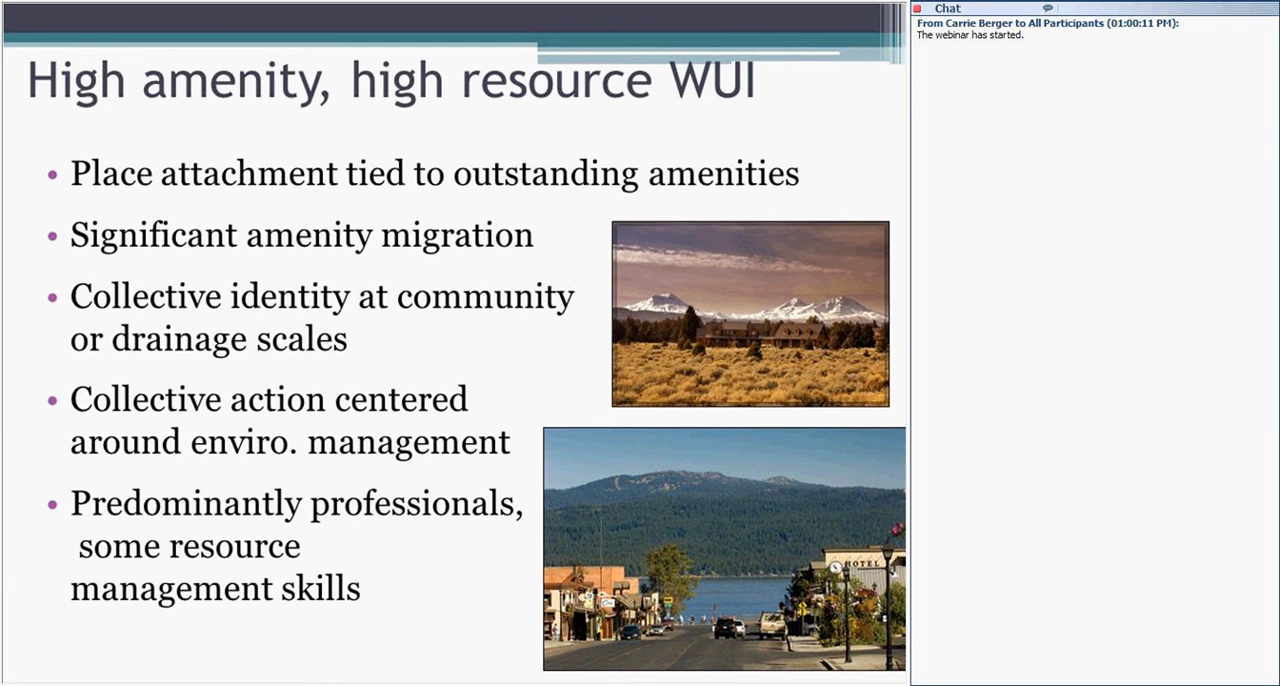 High amenity, high resource WUI
• Place attachment tied to outstanding amenities
• Significant amenity migration
• Collective identity at community
or drainage scales
• Collective action centered
around enviro. management
• Predominantly professionals,
some resource
management skills
HOTEL
Chat
From Carrie Berger to All Participants (01:00:11 PM):
The webinar has started.